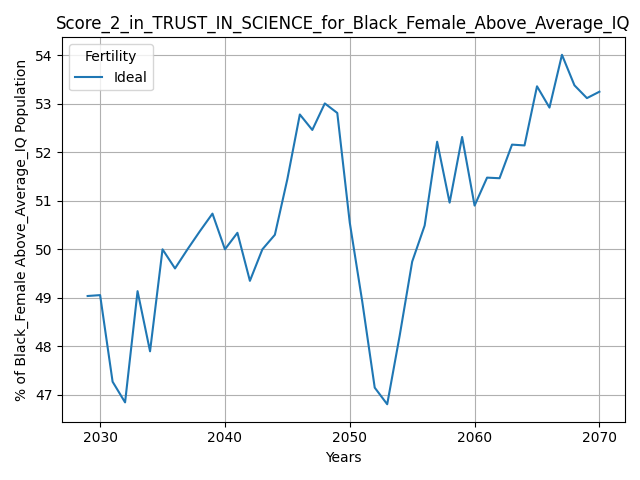 Score_2_in_TRUST_IN_SCIENCE_for_Black_Female_Above_Average_IQ
Fertility
Ideal
% of Black_Female Above_Average_IQ Population
54
53
52
51
50
49
48
47
2030
2040
2050
2060
2070
Years